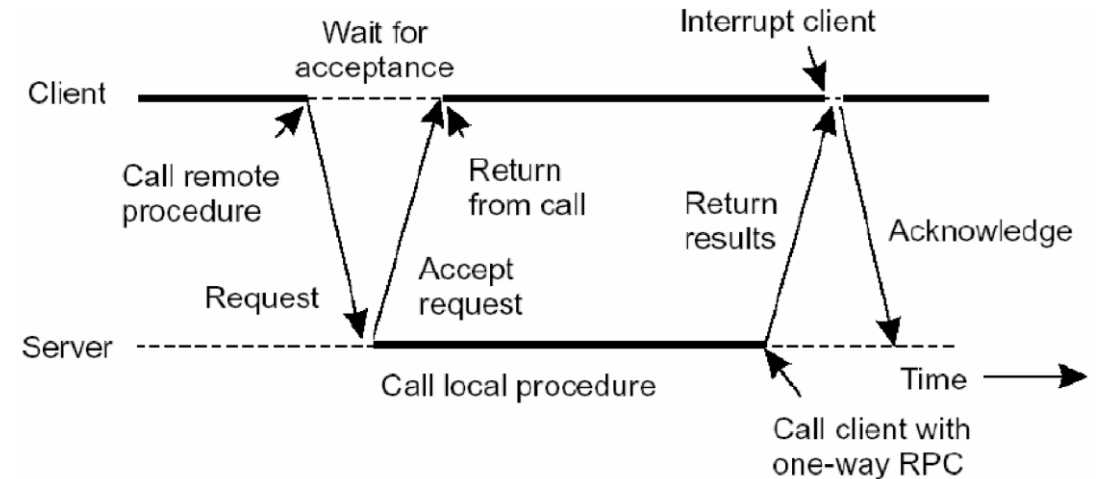 Interrupt client
Wait for
acceptance
Client
Call remote
procedure
Return
from call
Return
results
Acknowledge
Accept
request
Request
Server
Call local procedure
Time
Call client with
one-way RPC